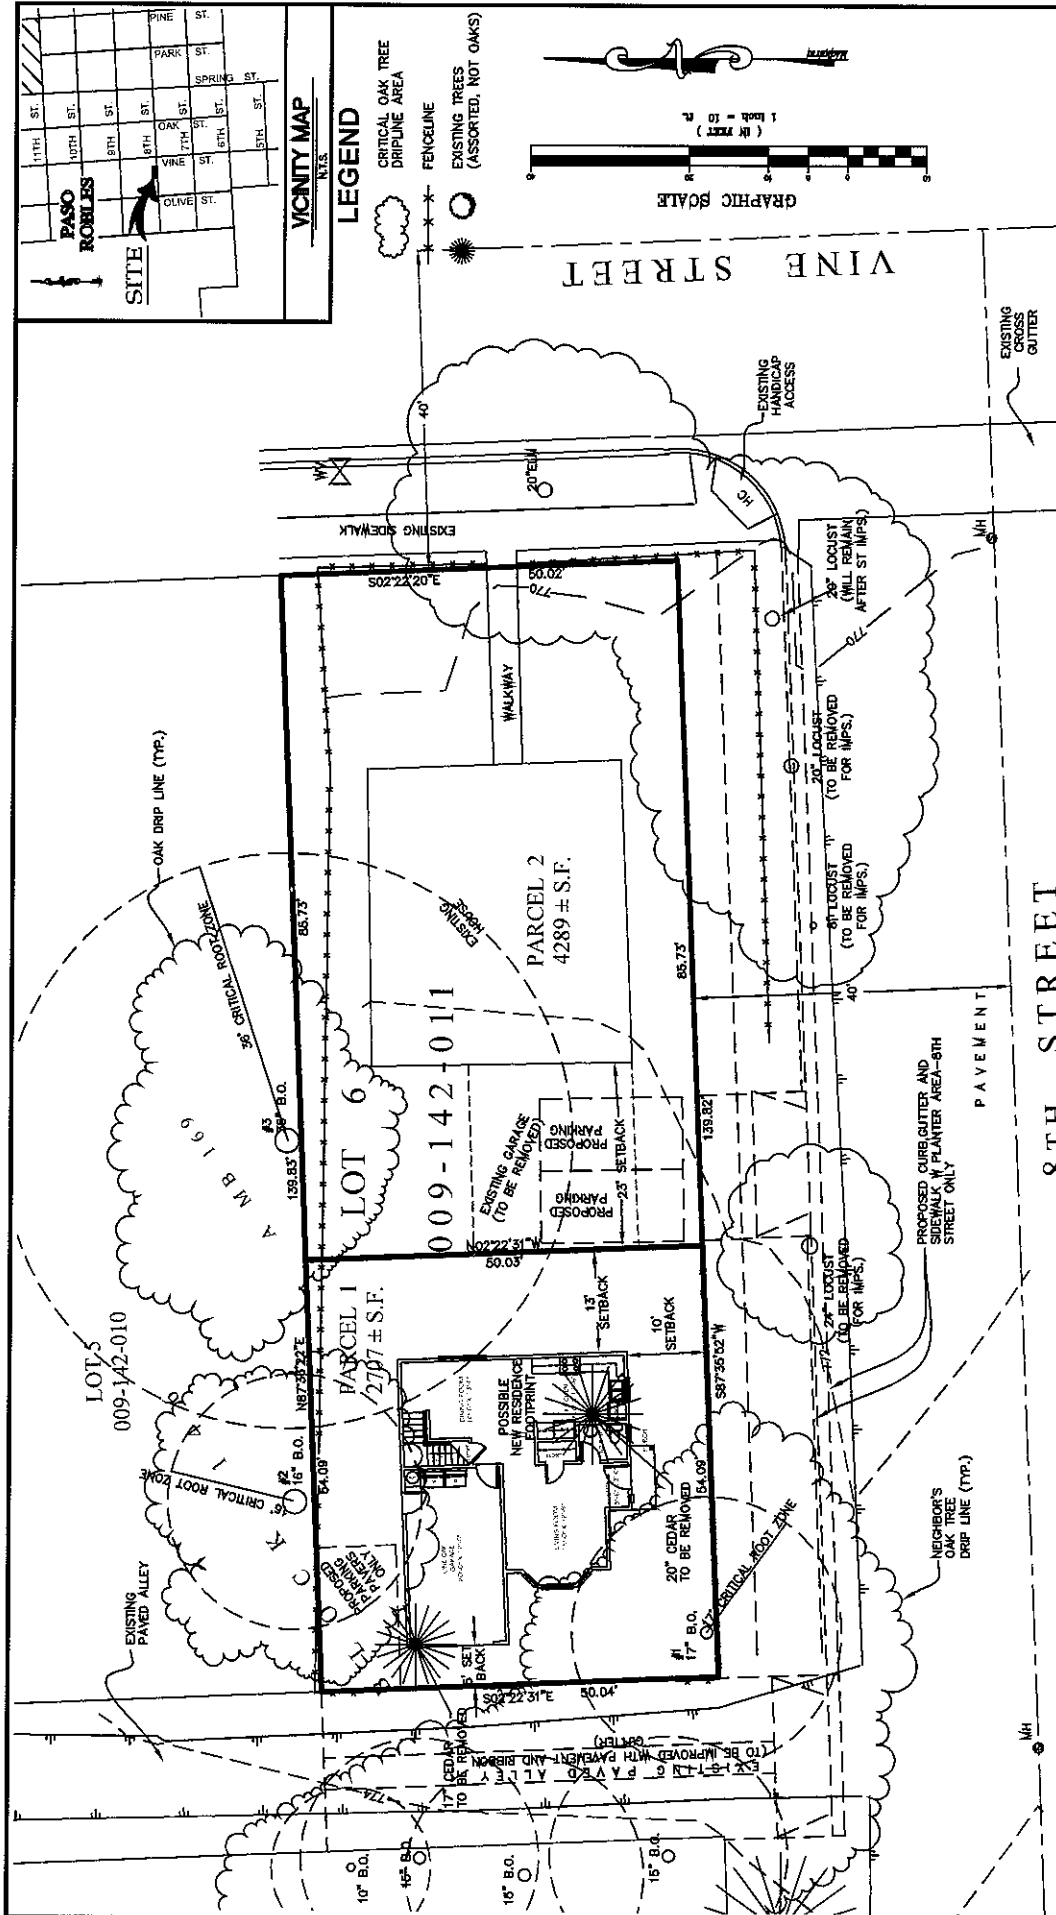 PINE ST.
PARK ST.
SPRING ST.
11TH ST.
10TH ST.
9TH ST.
8TH ST.
7TH ST.
6TH ST.
5TH ST.
OAK ST.
VINE ST.
OLIVE ST.
PASO
ROBLES
SITE
VICINITY MAP
N.T.S.
LEGEND
CRITICAL OAK TREE
DRIPLINE AREA
FENCELINE
EXISTING TREES
(ASSORTED, NOT OAKS)
GRAPHIC SCALE
( IN FEET )
1 inch = 10 ft.
VINE STREET
EXISTING
CROSS
GUTTER
EXISTING
HANDICAP
ACCESS
HC
40'
WV
20" ELM
EXISTING SIDEWALK
S02°22'20"E
50.02'
770
WALKWAY
MH
20" LOCUST
(WILL REMAIN
AFTER ST IMPS.)
770
20" LOCUST
(TO BE REMOVED
FOR IMPS.)
8" LOCUST
(TO BE REMOVED
FOR IMPS.)
OAK DRIP LINE (TYP.)
36' CRITICAL ROOT ZONE
85.73'
EXISTING
HOUSE
PARCEL 2
4289 ± S.F.
85.73'
40'
PAVEMENT
8TH STREET
#3
36" B.O.
139.83'
AMB 169
LOT 6
009-142-011
EXISTING GARAGE
(TO BE REMOVED)
PROPOSED
PARKING
PROPOSED
PARKING
23' SETBACK
139.82'
N02°22'31"W
50.03'
PROPOSED CURB, GUTTER AND
SIDEWALK W PLANTER AREA-8TH
STREET ONLY
24" LOCUST
(TO BE REMOVED
FOR IMPS.)
772
LOT 5
009-142-010
PARCEL 1
2707 ± S.F.
13'
SETBACK
10'
SETBACK
S87°35'52"W
POSSIBLE
NEW RESIDENCE
FOOTPRINT
#2
16" B.O.
16' CRITICAL ROOT ZONE
54.09'
PROPOSED
PARKING
PAVERS
ONLY
EXISTING
PAVED ALLEY
20" CEDAR
TO BE REMOVED
54.09'
#1
17" B.O.
17' CRITICAL ROOT ZONE
NEIGHBOR'S
OAK TREE
DRIP LINE (TYP.)
5' SET
BACK
S02°22'31"E
50.04'
17" CEDAR
TO BE REMOVED
EXISTING PAVED ALLEY
(TO BE IMPROVED WITH PAVEMENT AND RIBBON
GUTTER)
774
10" B.O.
15" B.O.
15" B.O.
15" B.O.
MH